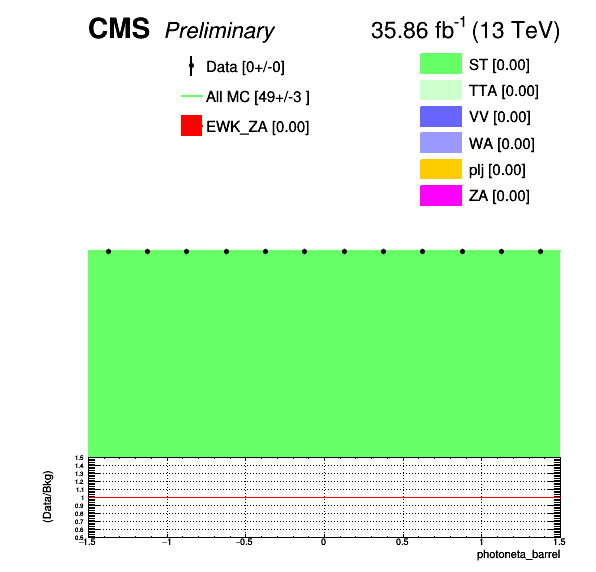 CMS Preliminary 35.86 fb-1 (13 TeV)
Data [0+/-0]
All MC [49+/-3 ]
EWK_ZA [0.00]
ST [0.00]
TTA [0.00]
VV [0.00]
WA [0.00]
plj [0.00]
ZA [0.00]
(Data/Bkg)
1.5
1.4
1.3
1.2
1.1
1
0.9
0.8
0.7
0.6
0.5
−1.5 −1 −0.5 0 0.5 1 1.5
photoneta_barrel